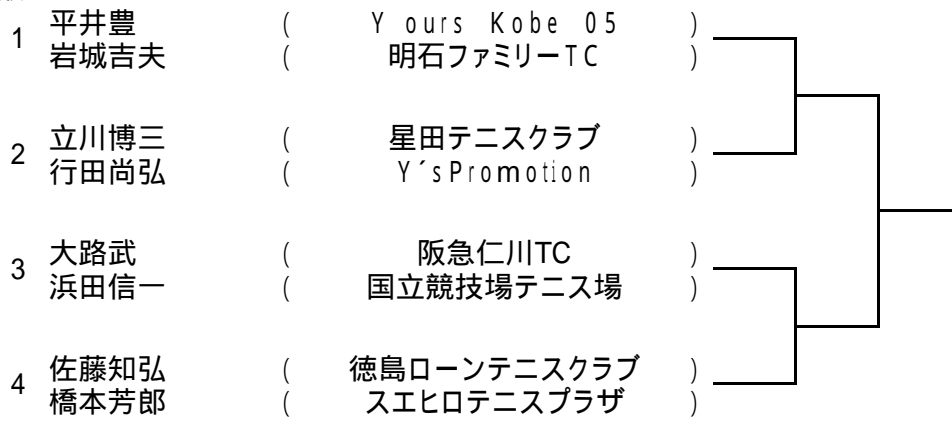 1 平井豊 ( Yours Kobe 05 )
岩城吉夫 ( 明石ファミリーTC )
2 立川博三 ( 星田テニスクラブ )
行田尚弘 ( Y´sPromotion )
3 大路武 ( 阪急仁川TC )
浜田信一 ( 国立競技場テニス場 )
4 佐藤知弘 ( 徳島ローンテニスクラブ )
橋本芳郎 ( スエヒロテニスプラザ )